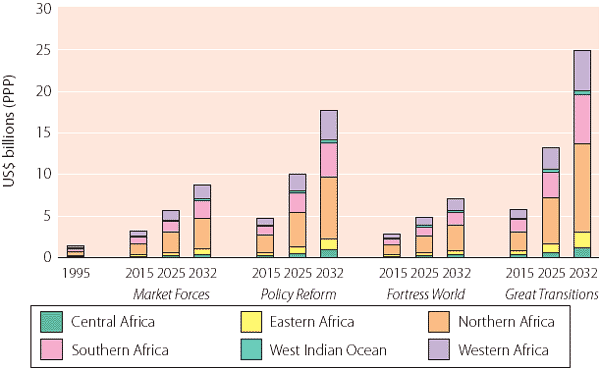 US$ billions (PPP)
30
25
20
15
10
5
0
1995 2015 2025 2032 2015 2025 2032 2015 2025 2032 2015 2025 2032
Market Forces Policy Reform Fortress World Great Transitions
Central Africa Eastern Africa Northern Africa
Southern Africa West Indian Ocean Western Africa